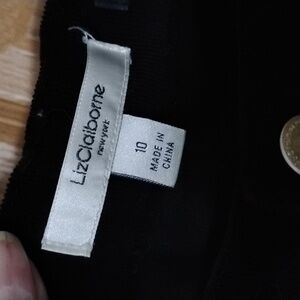 LizClaiborne
new york
10
MADE IN
CHINA